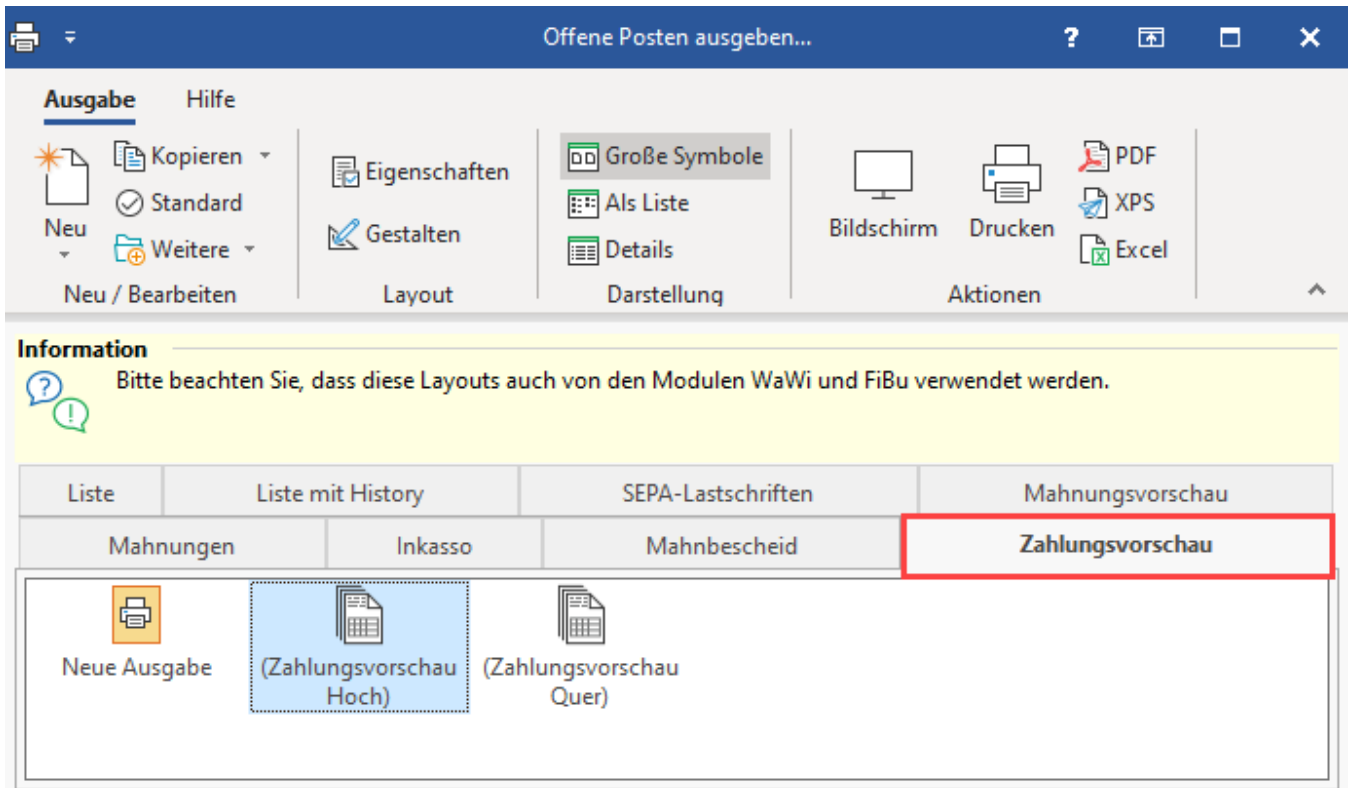 Offene Posten ausgeben...
?
Ausgabe Hilfe
Neu
Kopieren
Standard
Weitere
Neu / Bearbeiten
Eigenschaften
Gestalten
Layout
Große Symbole
Als Liste
Details
Darstellung
Bildschirm
Drucken
PDF
XPS
Excel
Aktionen
Information
Bitte beachten Sie, dass diese Layouts auch von den Modulen WaWi und FiBu verwendet werden.
Liste Liste mit History SEPA-Lastschriften Mahnungsvorschau
Mahnungen Inkasso Mahnbescheid Zahlungsvorschau
Neue Ausgabe
(Zahlungsvorschau
Hoch)
(Zahlungsvorschau
Quer)